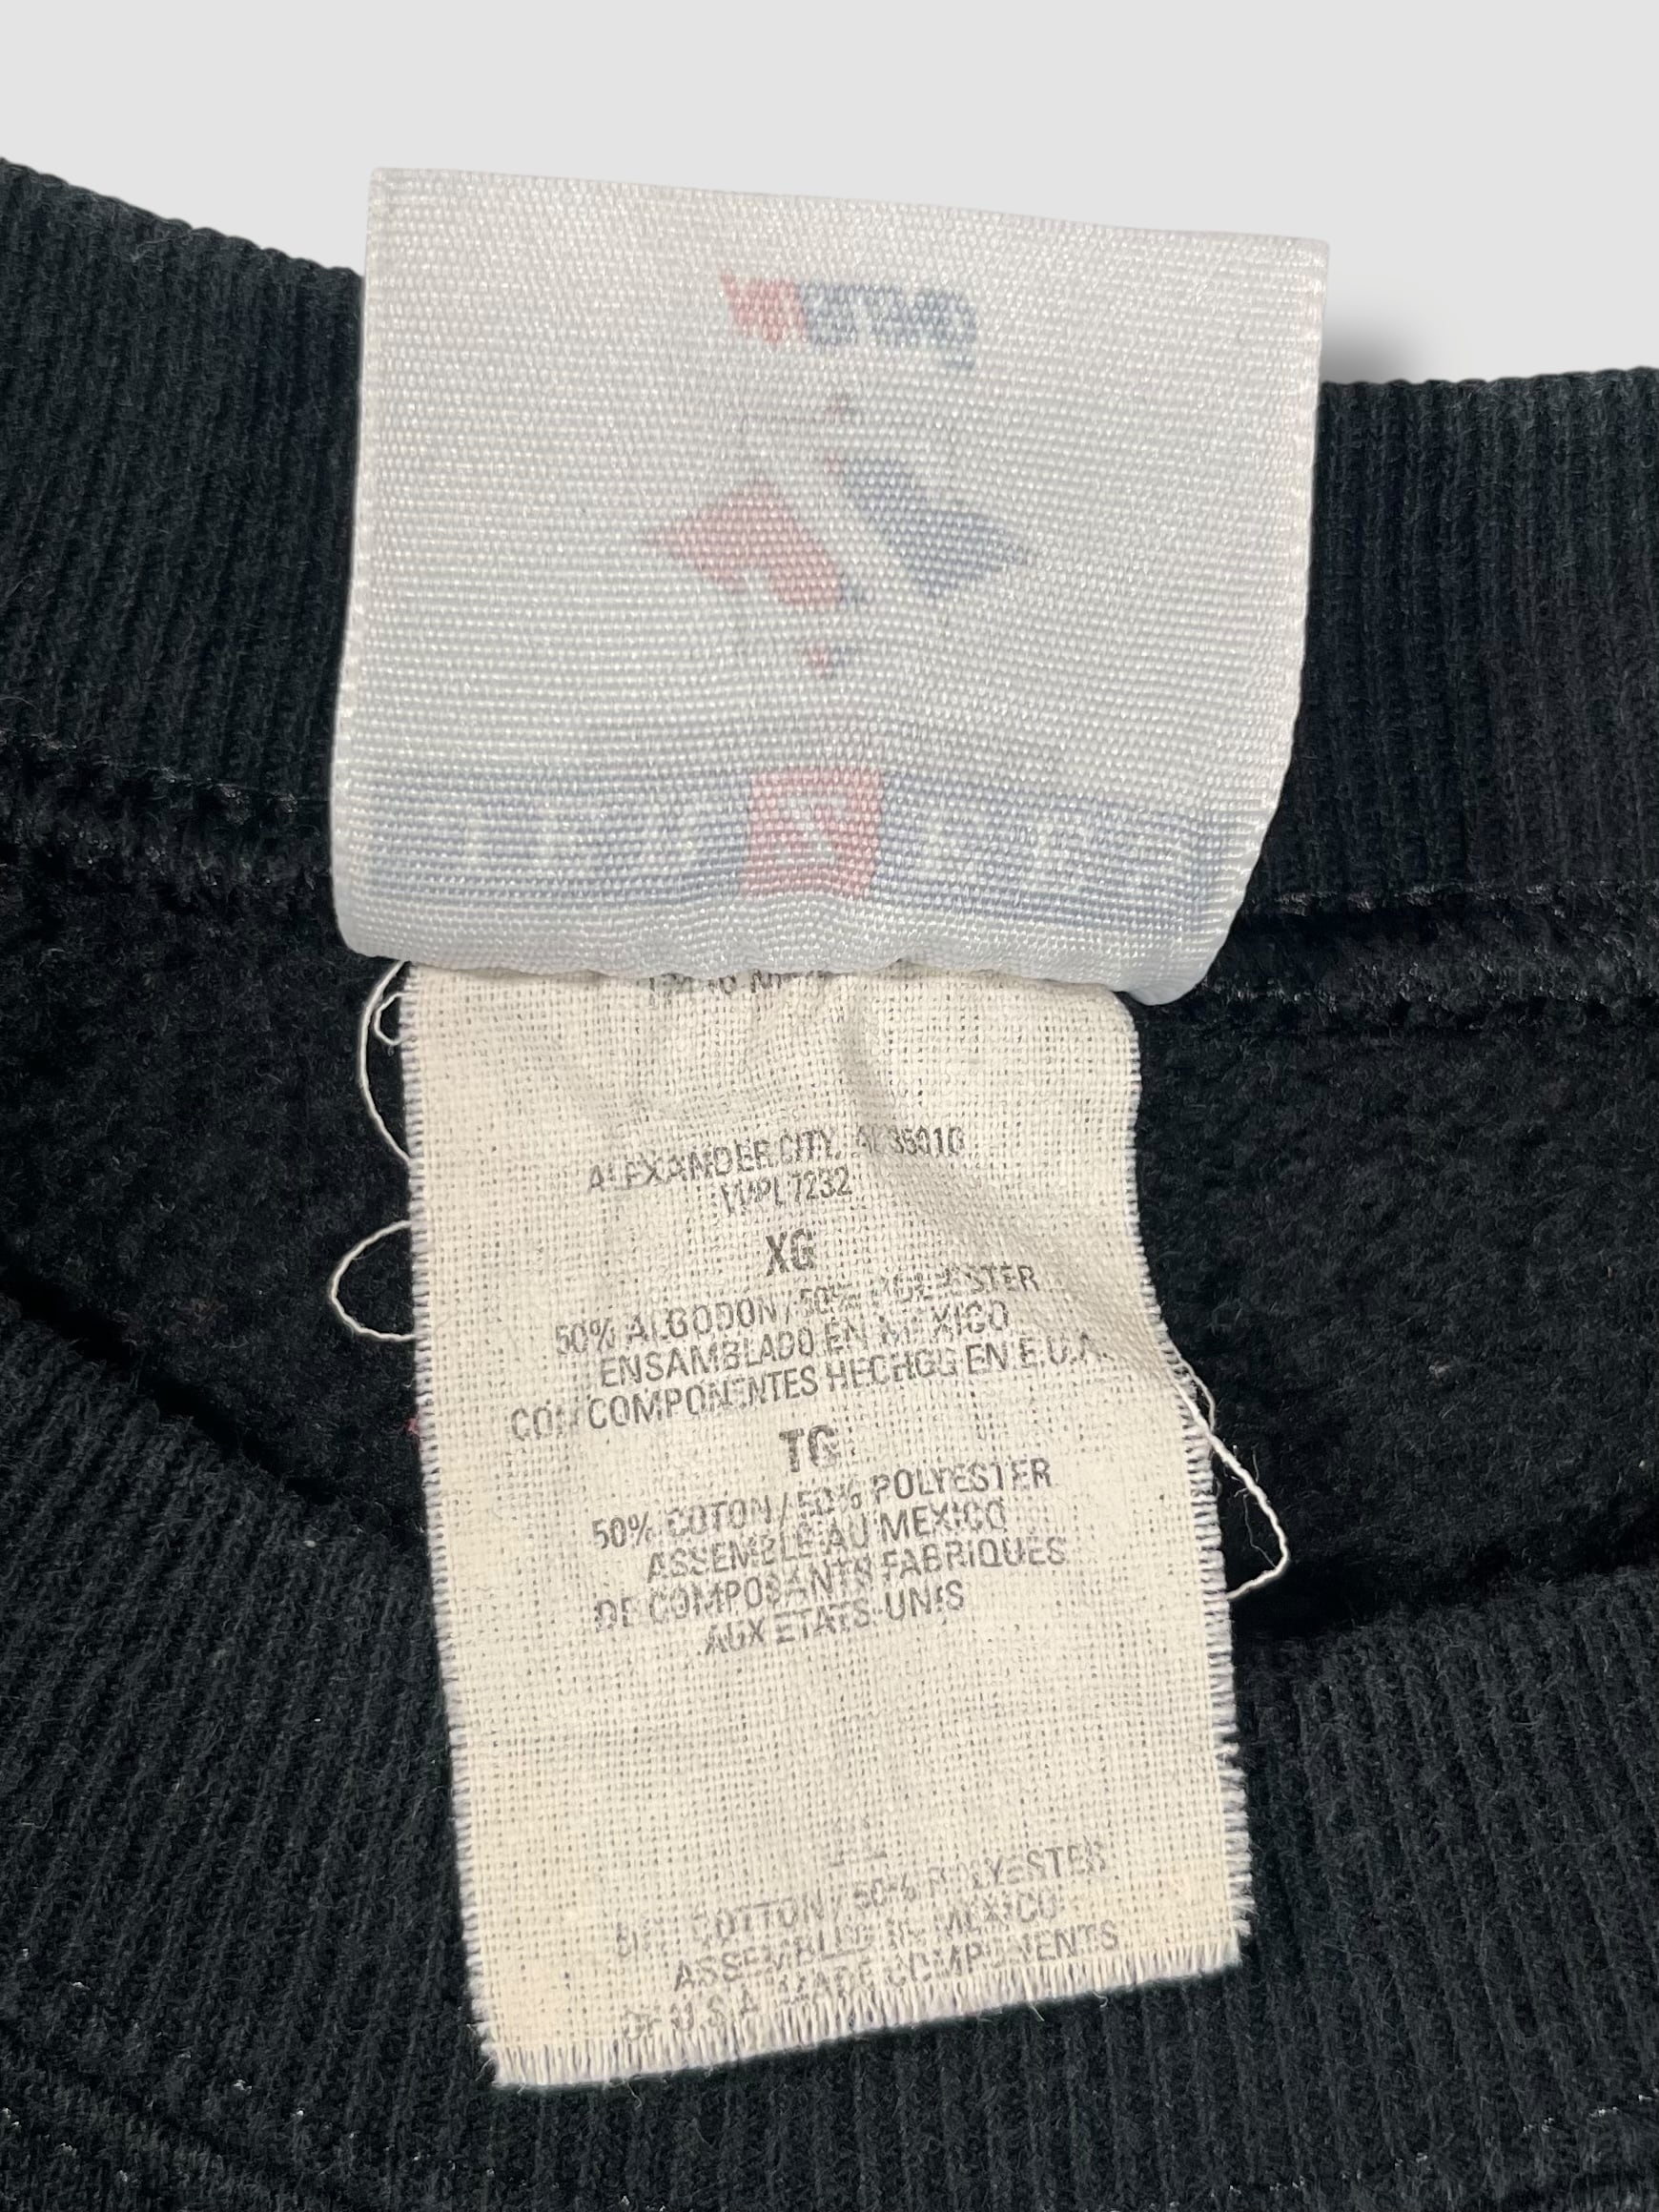 ALEXANDER CITY, AL 35010
WPL 7232
XG
50% ALGODON / 50% POLIESTER
ENSAMBLADO EN MEXICO
CON COMPONENTES HECHOS EN E.U.A.
TG
50% COTON / 50% POLYESTER
ASSEMBLE AU MEXICO
DE COMPOSANTS FABRIQUES
AUX ETATS-UNIS
COTTON / 50% POLYESTER
ASSEMBLED IN MEXICO
OF U.S.A. MADE COMPONENTS